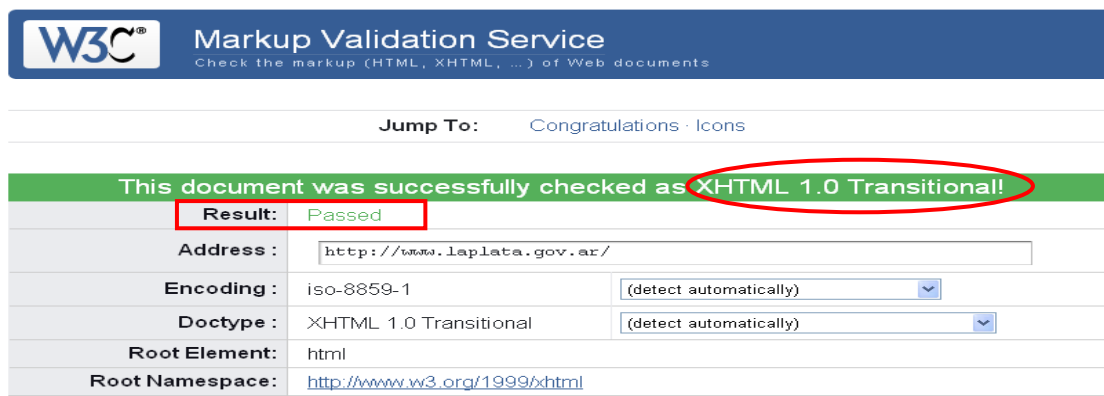 W3C®
Markup Validation Service
Check the markup (HTML, XHTML, …) of Web documents
Jump To: Congratulations · Icons
This document was successfully checked as XHTML 1.0 Transitional!
Result: Passed
Address : http://www.laplata.gov.ar/
Encoding : iso-8859-1 (detect automatically)
Doctype : XHTML 1.0 Transitional (detect automatically)
Root Element: html
Root Namespace: http://www.w3.org/1999/xhtml